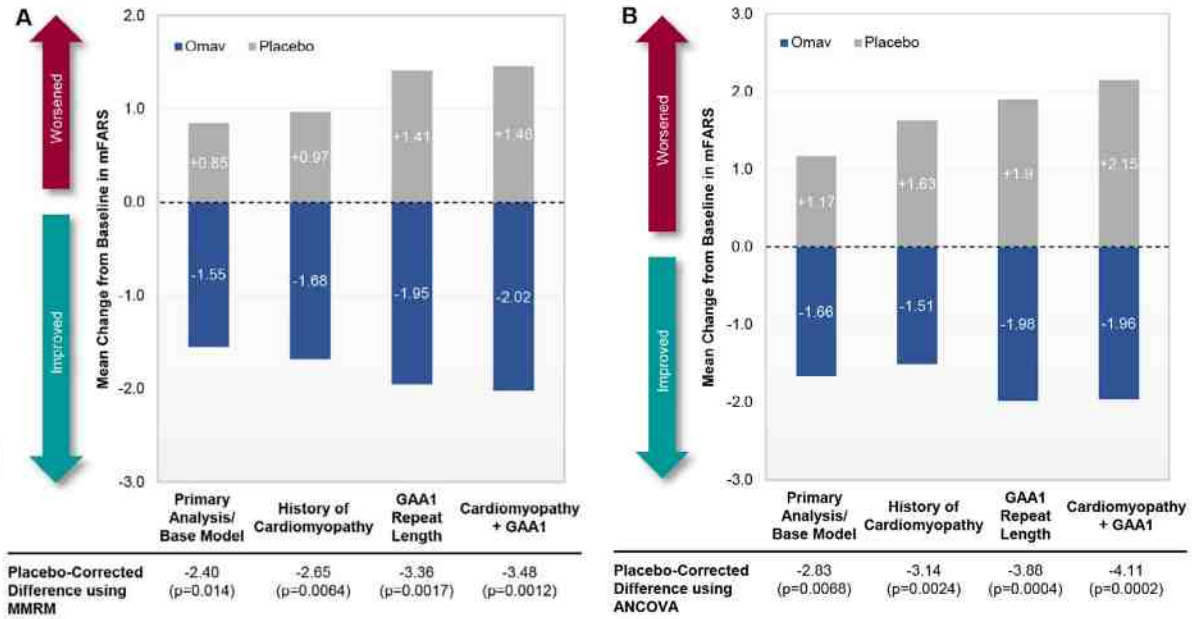 A
Worsened
Improved
Mean Change from Baseline in mFARS
2.0
1.0
0.0
-1.0
-2.0
-3.0
Omav Placebo
+0.85 +0.97 +1.41 +1.46
-1.55 -1.68 -1.95 -2.02
Primary Analysis/ Base Model
History of Cardiomyopathy
GAA1 Repeat Length
Cardiomyopathy + GAA1
Placebo-Corrected Difference using MMRM
-2.40 -2.65 -3.36 -3.48
(p=0.014) (p=0.0064) (p=0.0017) (p=0.0012)
B
Worsened
Improved
Mean Change from Baseline in mFARS
3.0
2.0
1.0
0.0
-1.0
-2.0
-3.0
Omav Placebo
+1.17 +1.63 +1.9 +2.15
-1.66 -1.51 -1.98 -1.96
Primary Analysis/ Base Model
History of Cardiomyopathy
GAA1 Repeat Length
Cardiomyopathy + GAA1
Placebo-Corrected Difference using ANCOVA
-2.83 -3.14 -3.88 -4.11
(p=0.0068) (p=0.0024) (p=0.0004) (p=0.0002)